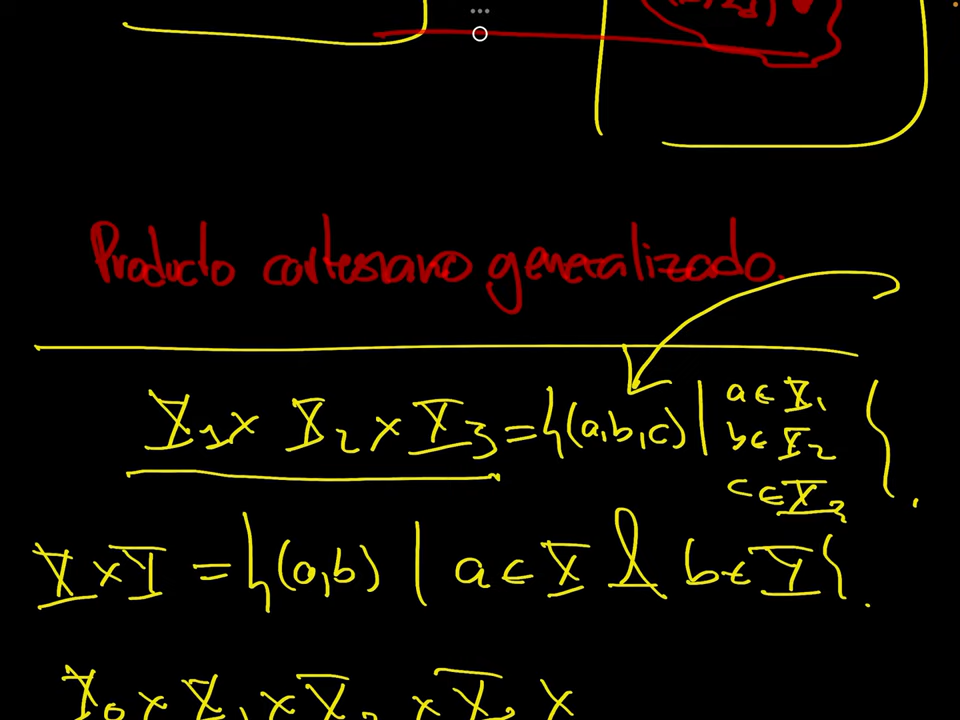 Producto cartesiano generalizado.
X₁ × X₂ × X₃ = {(a,b,c) | a ∈ X₁
b ∈ X₂
c ∈ X₃ }.
X × Y = {(a,b) | a ∈ X & b ∈ Y}.
X₀ × X₁ × X₂ × X₃ ×